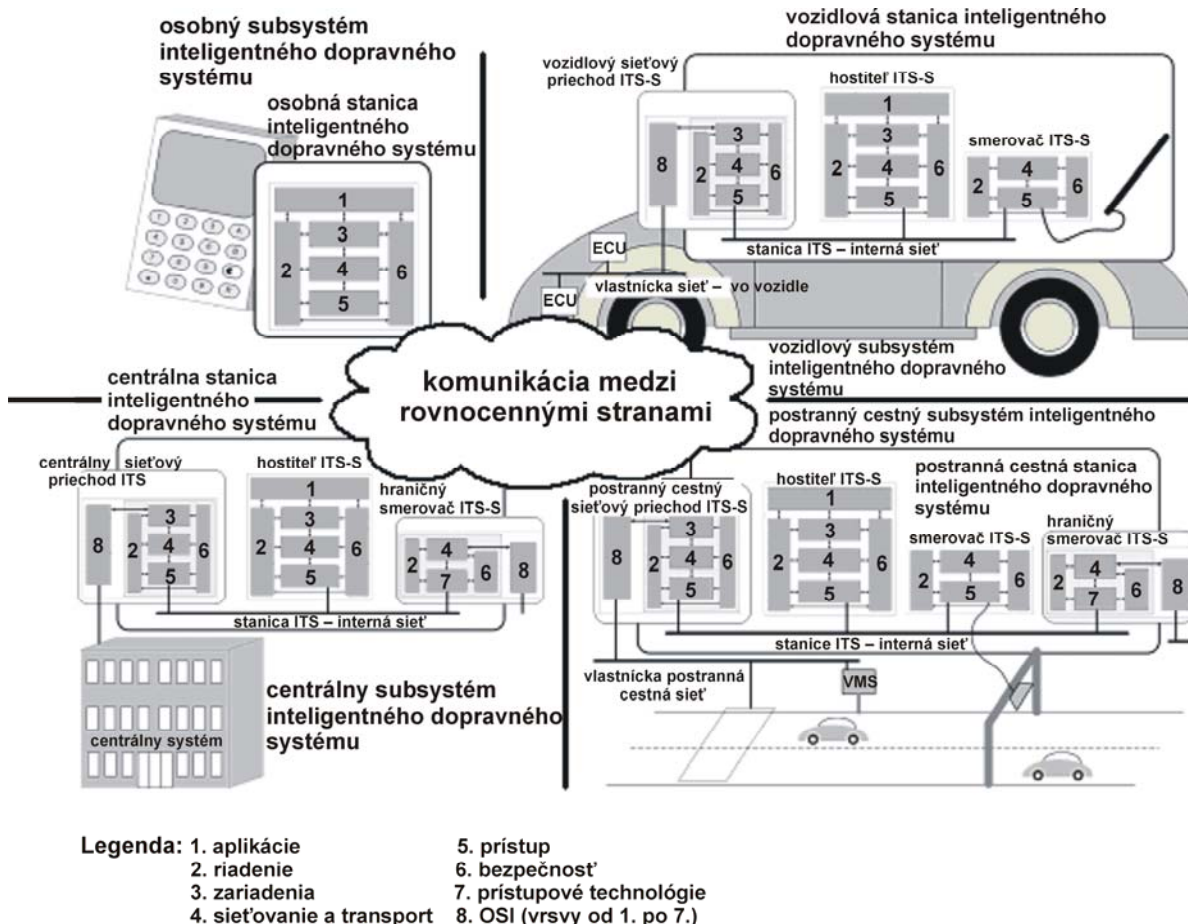 osobný subsystém
inteligentného dopravného
systému
osobná stanica
inteligentného
dopravného systému
1
3
2
4
6
5
vozidlová stanica inteligentného
dopravného systému
vozidlový sieťový
priechod ITS-S
hostiteľ ITS-S
smerovač ITS-S
8
2
3
4
5
6
1
2
3
4
5
6
2
4
5
6
stanica ITS – interná sieť
ECU
ECU
vlastnícka sieť – vo vozidle
komunikácia medzi
rovnocennými stranami
vozidlový subsystém
inteligentného dopravného
systému
centrálna stanica
inteligentného
dopravného systému
centrálny sieťový
priechod ITS
hostiteľ ITS-S
hraničný
smerovač ITS-S
8
2
3
4
5
6
1
2
3
4
5
6
2
4
7
6
8
stanica ITS – interná sieť
centrálny systém
centrálny subsystém
inteligentného dopravného
systému
postranný cestný subsystém inteligentného
dopravného systému
postranný cestný
sieťový priechod ITS-S
hostiteľ ITS-S
postranná cestná stanica
inteligentného dopravného
systému
smerovač ITS-S
hraničný
smerovač ITS-S
8
2
3
4
5
6
1
2
3
4
5
6
2
4
5
6
2
4
7
6
8
stanice ITS – interná sieť
vlastnícka postranná
cestná sieť
VMS
Legenda: 1. aplikácie
2. riadenie
3. zariadenia
4. sieťovanie a transport
5. prístup
6. bezpečnosť
7. prístupové technológie
8. OSI (vrsvy od 1. po 7.)